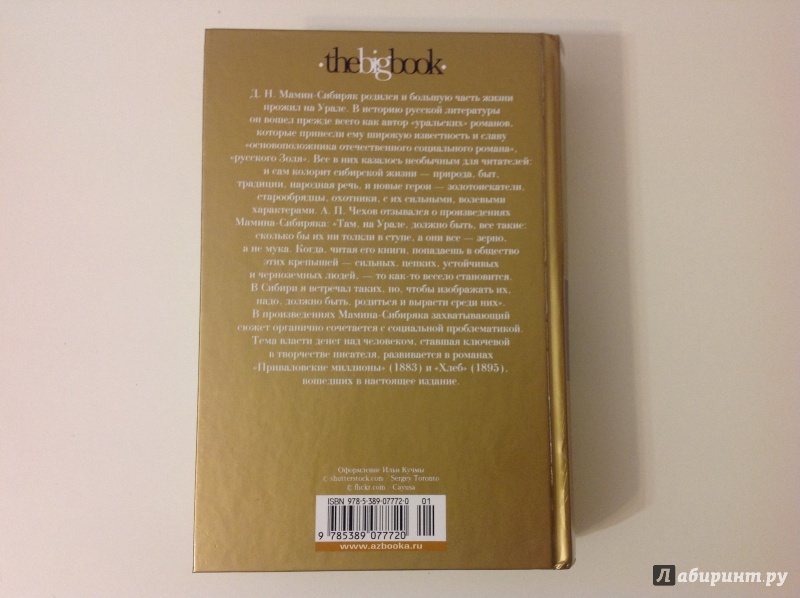 ·thebigbook·
Д. Н. Мамин-Сибиряк родился и большую часть жизни
прожил на Урале. В историю русской литературы
он вошел прежде всего как автор «уральских» романов,
которые принесли ему широкую известность и славу
«основоположника отечественного социального романа»,
«русского Золя». Все в них казалось необычным для читателей:
и сам колорит сибирской жизни — природа, быт,
традиции, народная речь, и новые герои — золотоискатели,
старообрядцы, охотники, с их сильными, волевыми
характерами. А. П. Чехов отзывался о произведениях
Мамина-Сибиряка: «Там, на Урале, должно быть, все такие:
сколько бы их ни толкли в ступе, а они все — зерно,
а не мука. Когда, читая его книги, попадаешь в общество
этих крепышей — сильных, цепких, устойчивых
и черноземных людей, — то как-то весело становится.
В Сибири я встречал таких, но, чтобы изображать их,
надо, должно быть, родиться и вырасти среди них».
В произведениях Мамина-Сибиряка захватывающий
сюжет органично сочетается с социальной проблематикой.
Тема власти денег над человеком, ставшая ключевой
в творчестве писателя, развивается в романах
«Приваловские миллионы» (1883) и «Хлеб» (1895),
вошедших в настоящее издание.
Оформление Ильи Кучмы
© shutterstock.com / Sergey Toronto
© flickr.com / Cayusa
ISBN 978-5-389-07772-0
01
9 785389 077720
www.azbooka.ru
Лабиринт.ру